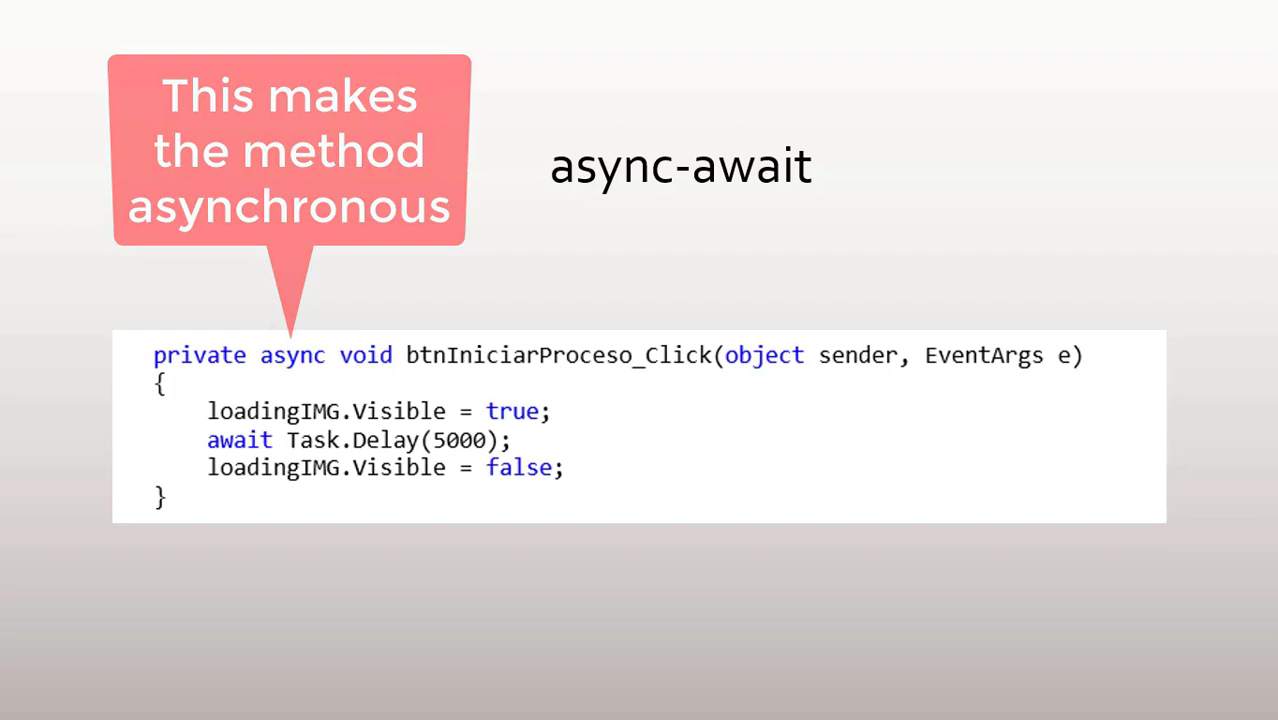 This makes
the method
asynchronous
async-await
private async void btnIniciarProceso_Click(object sender, EventArgs e)
{
loadingIMG.Visible = true;
await Task.Delay(5000);
loadingIMG.Visible = false;
}